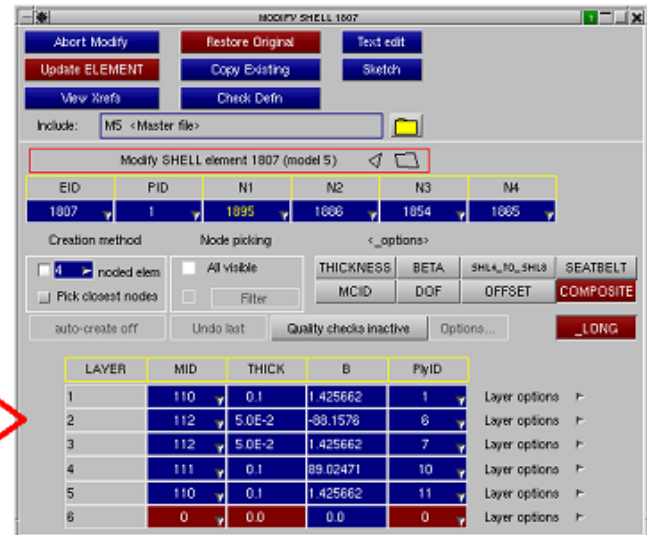 MODIFY SHELL 1807
Abort Modify Restore Original Text edit
Update ELEMENT Copy Existing Sketch
View Xrefs Check Defn
Include: M5 <Master file>
Modify SHELL element 1807 (model 5)
EID PID N1 N2 N3 N4
1807 1 1895 1886 1854 1865
Creation method Node picking <_options>
4 noded elem All visible THICKNESS BETA SHL4_TO_SHL8 SEATBELT
Pick closest nodes Filter MCID DOF OFFSET COMPOSITE
auto-create off Undo last Quality checks inactive Options... _LONG
LAYER MID THICK B PlyID
1 110 0.1 1.425662 1 Layer options
2 112 5.0E-2 -88.1576 6 Layer options
3 112 5.0E-2 1.425662 7 Layer options
4 111 0.1 89.02471 10 Layer options
5 110 0.1 1.425662 11 Layer options
6 0 0.0 0.0 0 Layer options